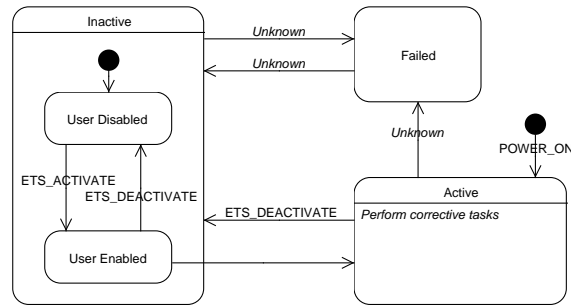 Inactive
Unknown
Unknown
Failed
User Disabled
Unknown
POWER_ON
ETS_ACTIVATE
ETS_DEACTIVATE
Active
ETS_DEACTIVATE
Perform corrective tasks
User Enabled